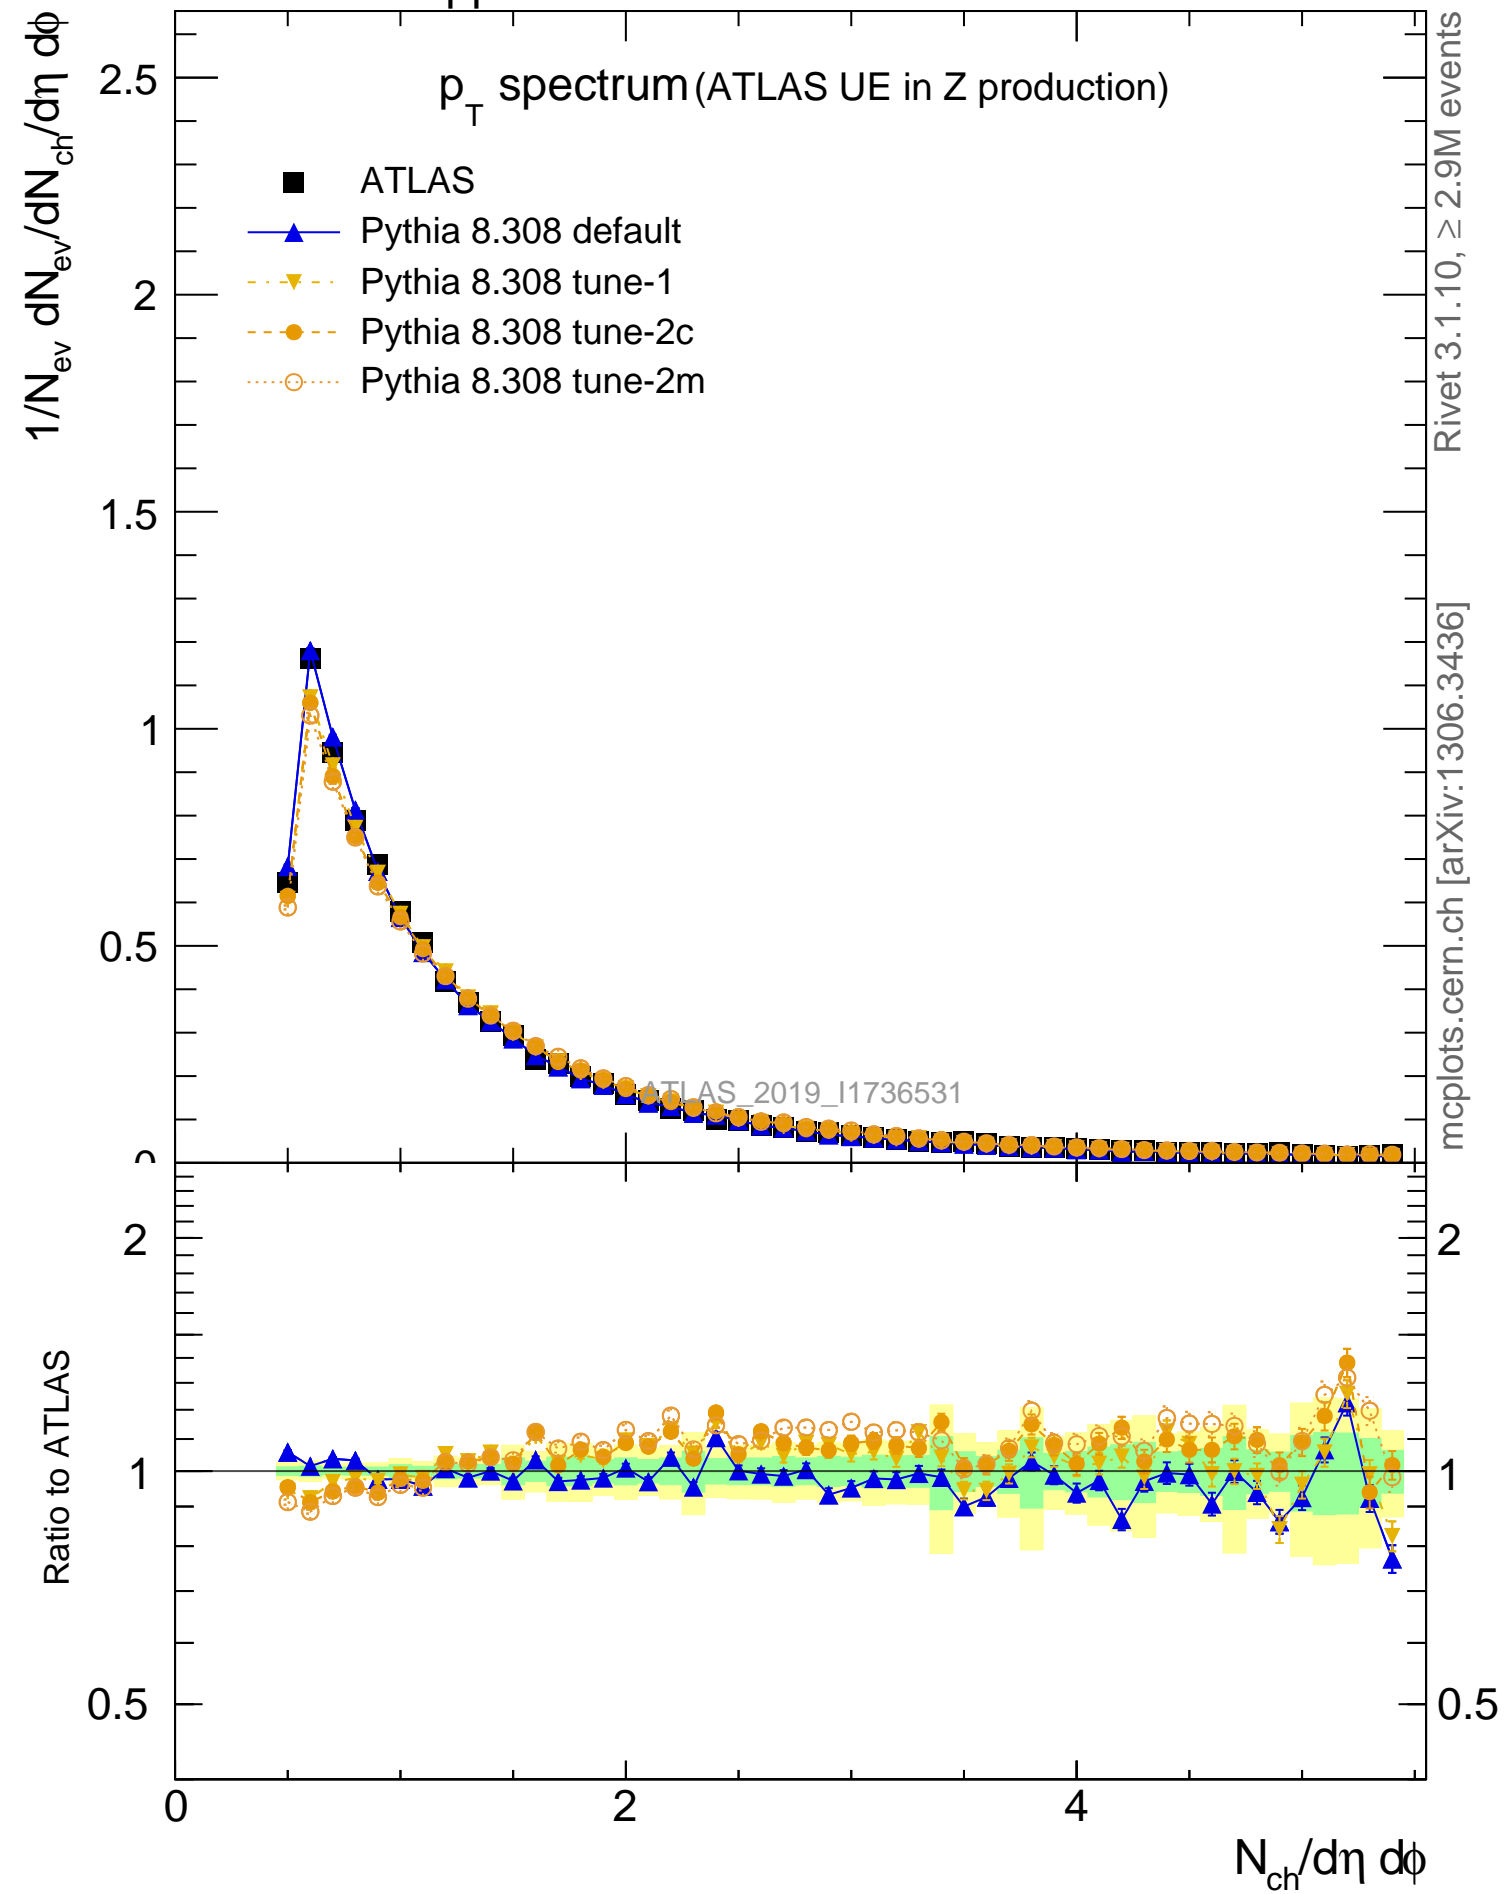 p_T spectrum (ATLAS UE in Z production)
1/N_ev dN_ev/dN_ch/dη dϕ
ATLAS
Pythia 8.308 default
Pythia 8.308 tune-1
Pythia 8.308 tune-2c
Pythia 8.308 tune-2m
2.5
2
1.5
1
0.5
0
ATLAS_2019_I1736531
Rivet 3.1.10, ≥ 2.9M events
mcplots.cern.ch [arXiv:1306.3436]
Ratio to ATLAS
2
1
0.5
2
1
0.5
0
2
4
N_ch/dη dϕ